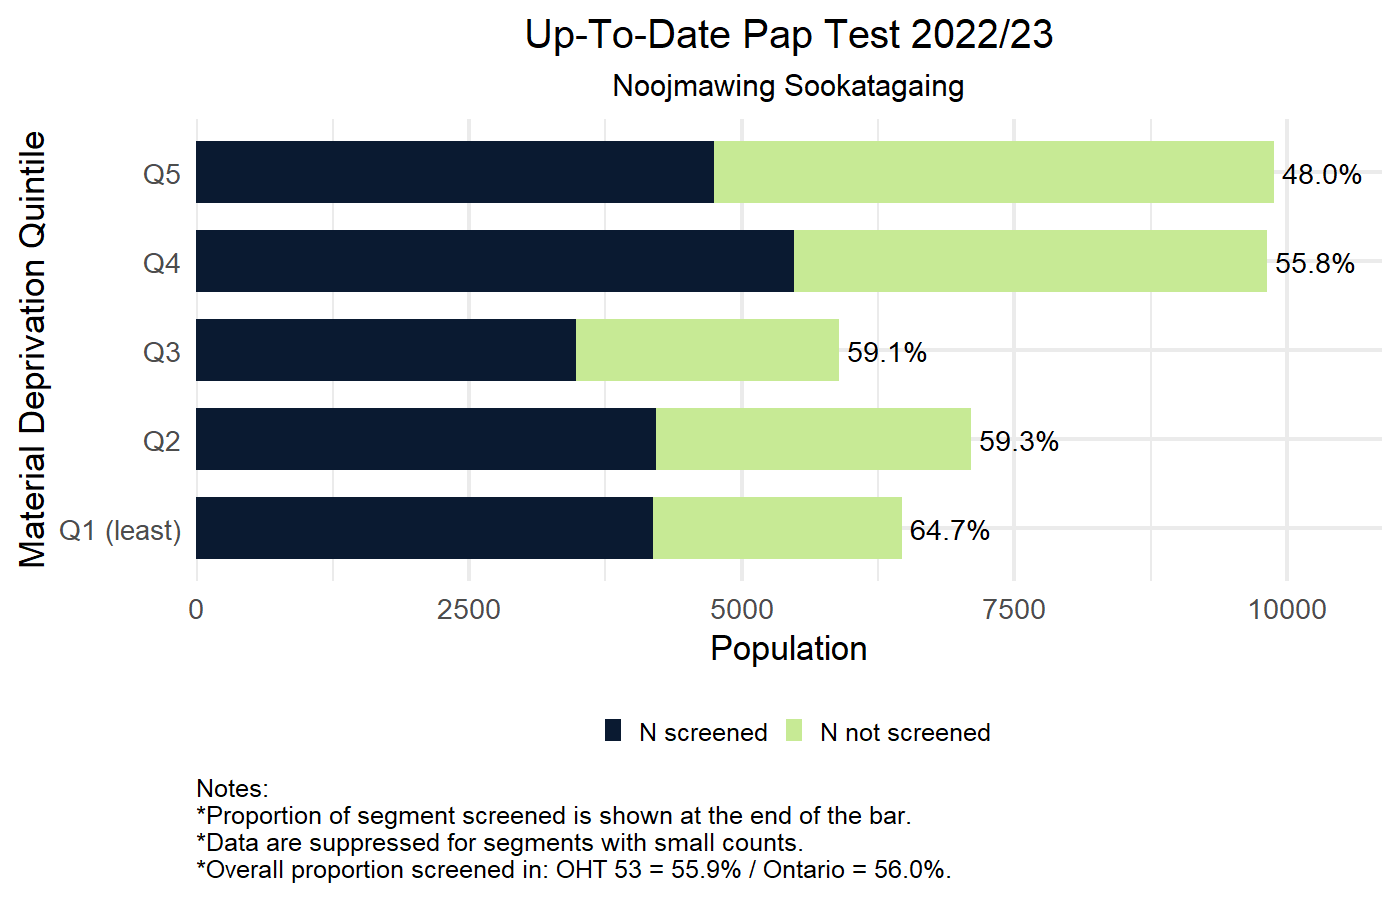 Up-To-Date Pap Test 2022/23
Noojmawing Sookatagaing
Material Deprivation Quintile
Q5
48.0%
Q4
55.8%
Q3
59.1%
Q2
59.3%
Q1 (least)
64.7%
0 2500 5000 7500 10000
Population
N screened N not screened
Notes:
*Proportion of segment screened is shown at the end of the bar.
*Data are suppressed for segments with small counts.
*Overall proportion screened in: OHT 53 = 55.9% / Ontario = 56.0%.